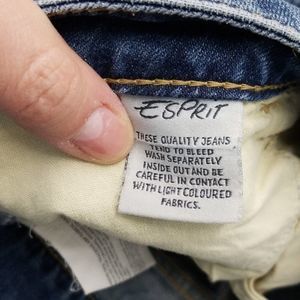 ESPRIT
THESE QUALITY JEANS
TEND TO BLEED
WASH SEPARATELY
INSIDE OUT AND BE
CAREFUL IN CONTACT
WITH LIGHT COLOURED
FABRICS.